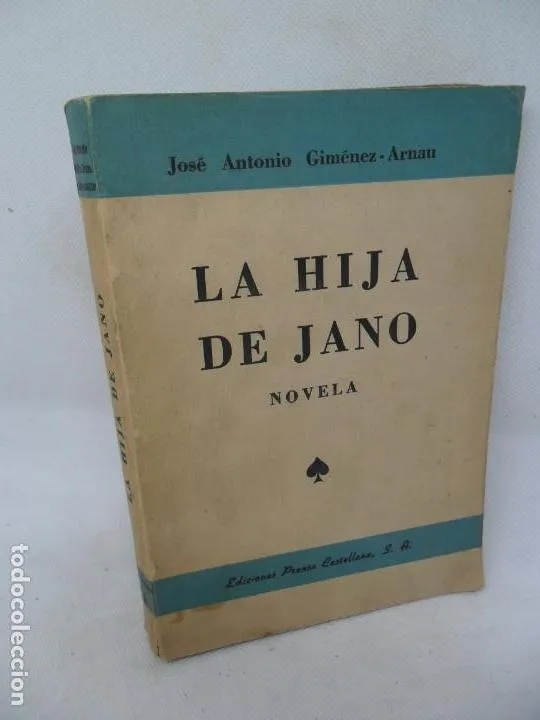 José Antonio Giménez-Arnau
LA HIJA
DE JANO
NOVELA
Ediciones Prensa Castellana, S. A.
LA HIJA DE JANO
todocoleccion